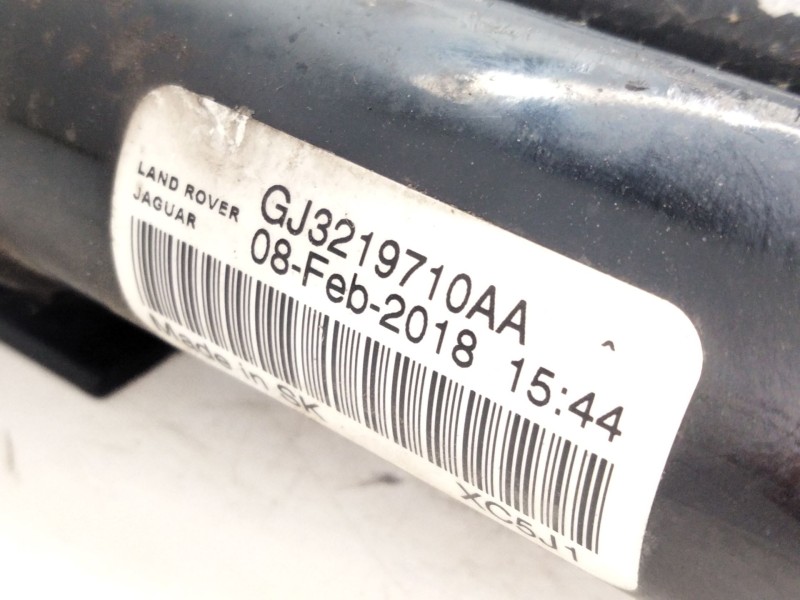 LAND ROVER
JAGUAR
GJ3219710AA
08-Feb-2018 15:44
Made in SK
XC5J1